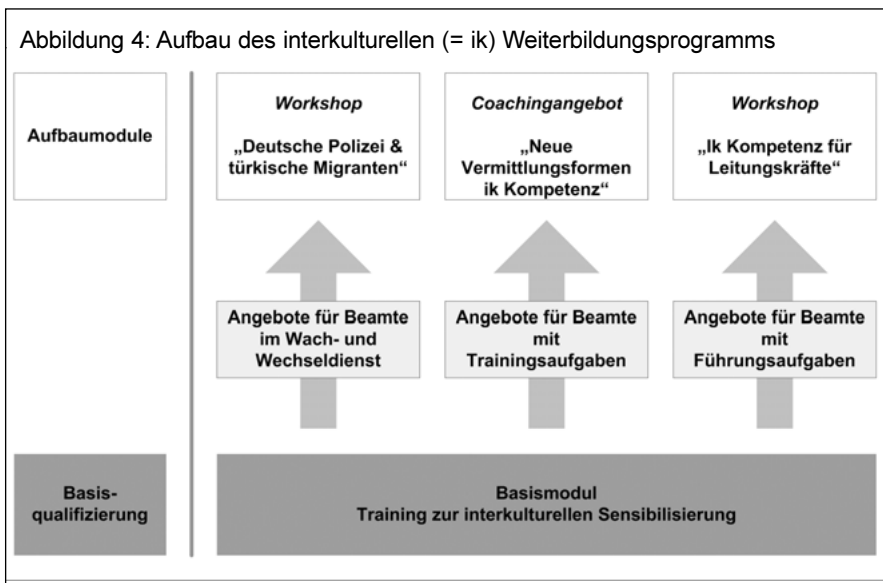 Abbildung 4: Aufbau des interkulturellen (= ik) Weiterbildungsprogramms
Aufbaumodule
Workshop
„Deutsche Polizei &
türkische Migranten“
Coachingangebot
„Neue
Vermittlungsformen
ik Kompetenz“
Workshop
„Ik Kompetenz für
Leitungskräfte“
Angebote für Beamte
im Wach- und
Wechseldienst
Angebote für Beamte
mit
Trainingsaufgaben
Angebote für Beamte
mit
Führungsaufgaben
Basis-
qualifizierung
Basismodul
Training zur interkulturellen Sensibilisierung